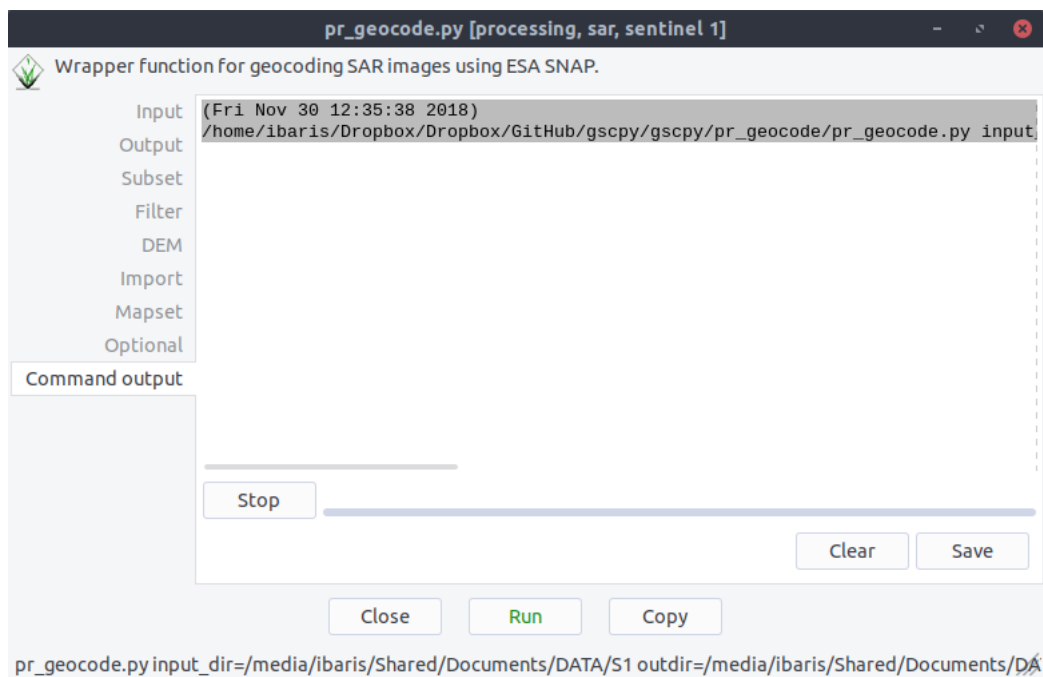 pr_geocode.py [processing, sar, sentinel 1]
Wrapper function for geocoding SAR images using ESA SNAP.
Input
Output
Subset
Filter
DEM
Import
Mapset
Optional
Command output
(Fri Nov 30 12:35:38 2018)
/home/ibaris/Dropbox/Dropbox/GitHub/gscpy/gscpy/pr_geocode/pr_geocode.py input
Stop
Clear
Save
Close
Run
Copy
pr_geocode.py input_dir=/media/ibaris/Shared/Documents/DATA/S1 outdir=/media/ibaris/Shared/Documents/DA